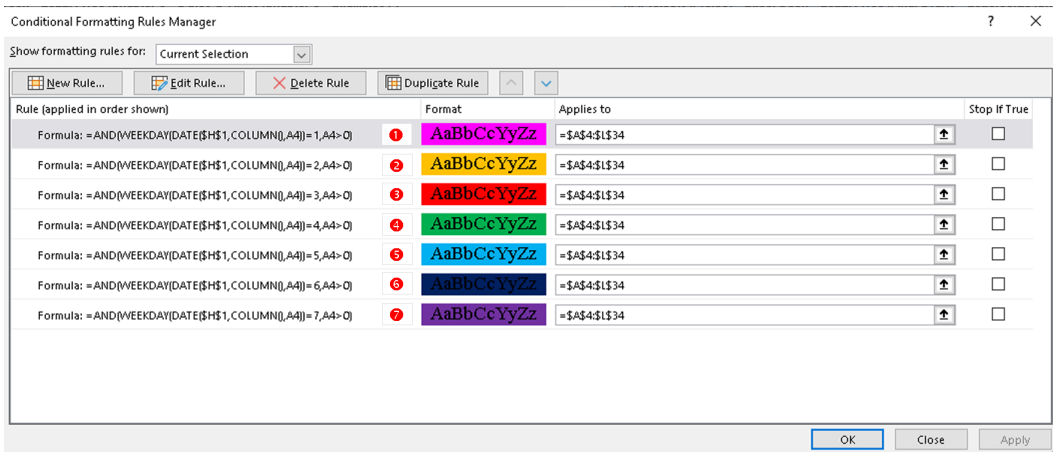 Conditional Formatting Rules Manager ? ×
Show formatting rules for: Current Selection
New Rule... Edit Rule... Delete Rule Duplicate Rule
Rule (applied in order shown) Format Applies to Stop If True
Formula: =AND(WEEKDAY(DATE($H$1,COLUMN(),A4))=1,A4>0) 1 AaBbCcYyZz =$A$4:$L$34
Formula: =AND(WEEKDAY(DATE($H$1,COLUMN(),A4))=2,A4>0) 2 AaBbCcYyZz =$A$4:$L$34
Formula: =AND(WEEKDAY(DATE($H$1,COLUMN(),A4))=3,A4>0) 3 AaBbCcYyZz =$A$4:$L$34
Formula: =AND(WEEKDAY(DATE($H$1,COLUMN(),A4))=4,A4>0) 4 AaBbCcYyZz =$A$4:$L$34
Formula: =AND(WEEKDAY(DATE($H$1,COLUMN(),A4))=5,A4>0) 5 AaBbCcYyZz =$A$4:$L$34
Formula: =AND(WEEKDAY(DATE($H$1,COLUMN(),A4))=6,A4>0) 6 AaBbCcYyZz =$A$4:$L$34
Formula: =AND(WEEKDAY(DATE($H$1,COLUMN(),A4))=7,A4>0) 7 AaBbCcYyZz =$A$4:$L$34
OK Close Apply